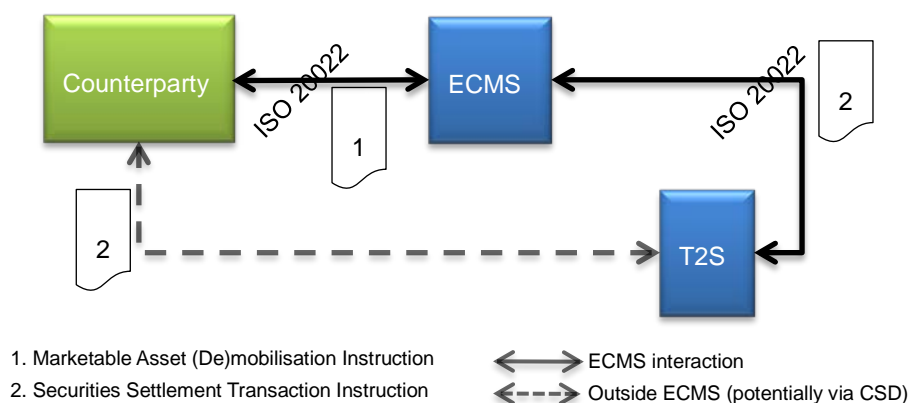 Counterparty
ISO 20022
1
ECMS
ISO 20022
2
2
T2S
1. Marketable Asset (De)mobilisation Instruction
2. Securities Settlement Transaction Instruction
ECMS interaction
Outside ECMS (potentially via CSD)